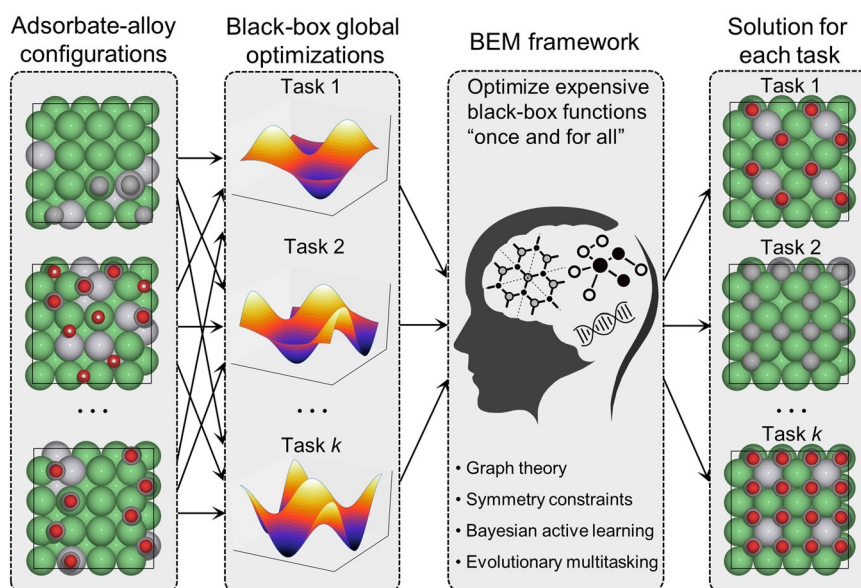 Adsorbate-alloy
configurations
Black-box global
optimizations
BEM framework
Solution for
each task
Task 1
Task 2
...
Task k
...
Optimize expensive
black-box functions
“once and for all”
• Graph theory
• Symmetry constraints
• Bayesian active learning
• Evolutionary multitasking
Task 1
Task 2
...
Task k